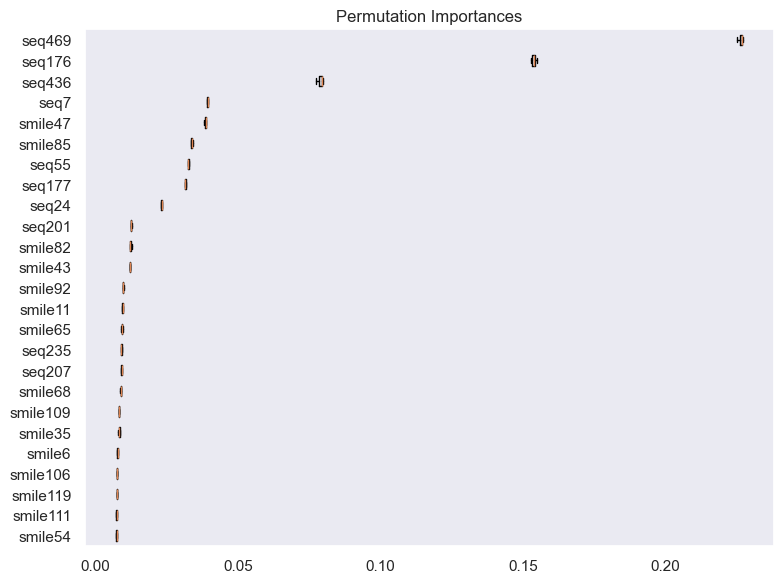 Permutation Importances
seq469
seq176
seq436
seq7
smile47
smile85
seq55
seq177
seq24
seq201
smile82
smile43
smile92
smile11
smile65
seq235
seq207
smile68
smile109
smile35
smile6
smile106
smile119
smile111
smile54
0.00 0.05 0.10 0.15 0.20